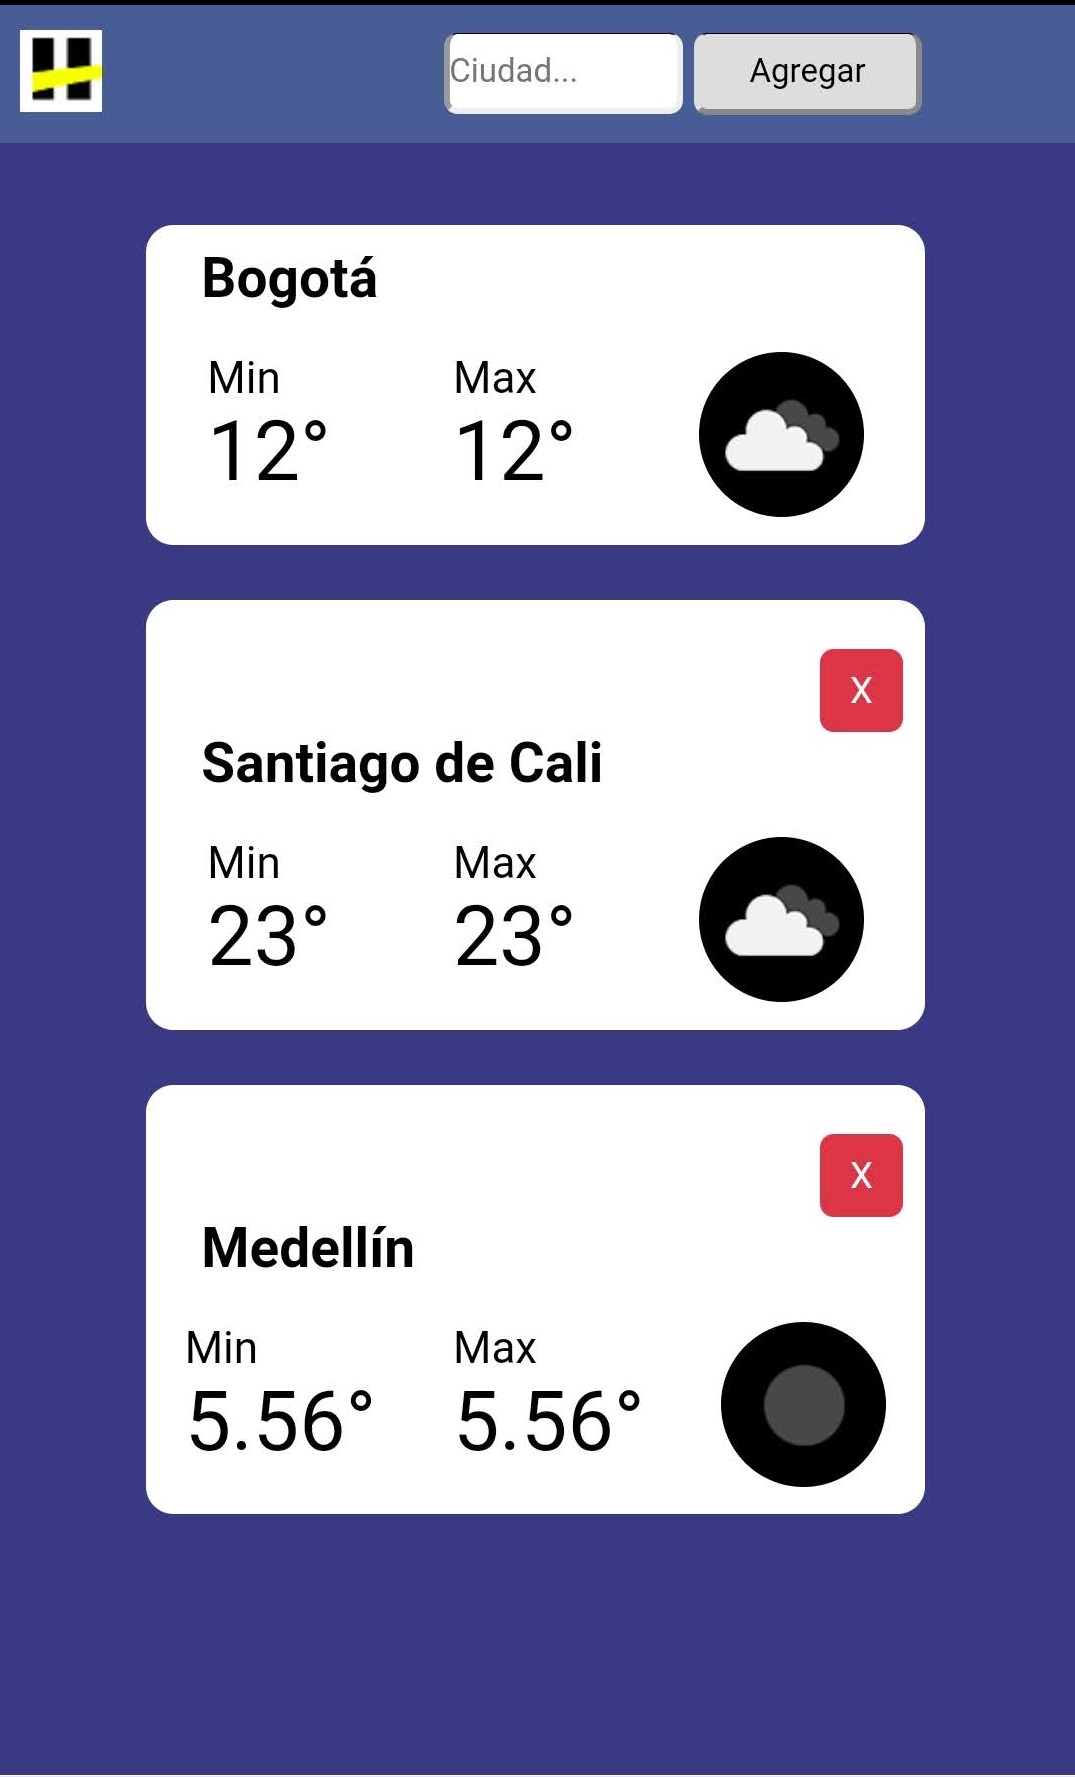 Ciudad... Agregar
Bogotá
Min Max
12° 12°
X
Santiago de Cali
Min Max
23° 23°
X
Medellín
Min Max
5.56° 5.56°